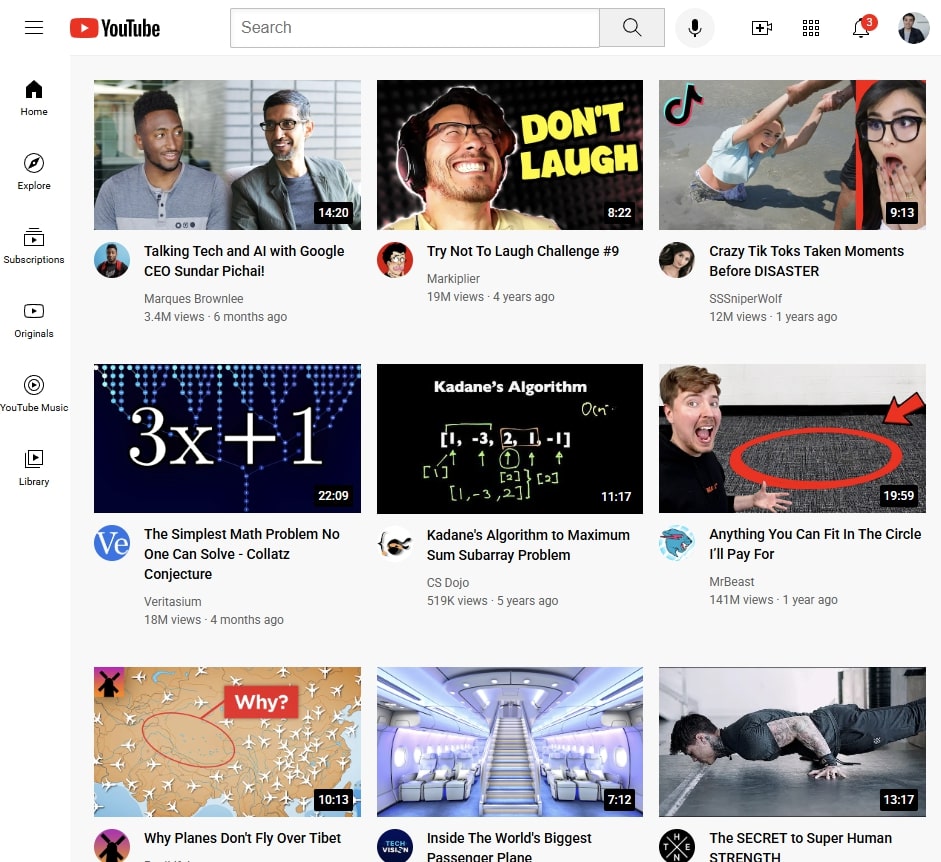 YouTube
Search
3
Home
Explore
Subscriptions
Originals
YouTube Music
Library
14:20
Talking Tech and AI with Google
CEO Sundar Pichai!
Marques Brownlee
3.4M views · 6 months ago
DON'T
LAUGH
8:22
Try Not To Laugh Challenge #9
Markiplier
19M views · 4 years ago
9:13
Crazy Tik Toks Taken Moments
Before DISASTER
SSSniperWolf
12M views · 1 years ago
3x+1
22:09
Ve
The Simplest Math Problem No
One Can Solve - Collatz
Conjecture
Veritasium
18M views · 4 months ago
Kadane's Algorithm
[1, -3, 2, 1, -1]
[1]
[2]
[2]
[1,-3,2]
11:17
Kadane's Algorithm to Maximum
Sum Subarray Problem
CS Dojo
519K views · 5 years ago
19:59
Anything You Can Fit In The Circle
I'll Pay For
MrBeast
141M views · 1 year ago
Why?
10:13
Why Planes Don't Fly Over Tibet
7:12
TECH
VISION
Inside The World's Biggest
Passenger Plane
13:17
The SECRET to Super Human
STRENGTH